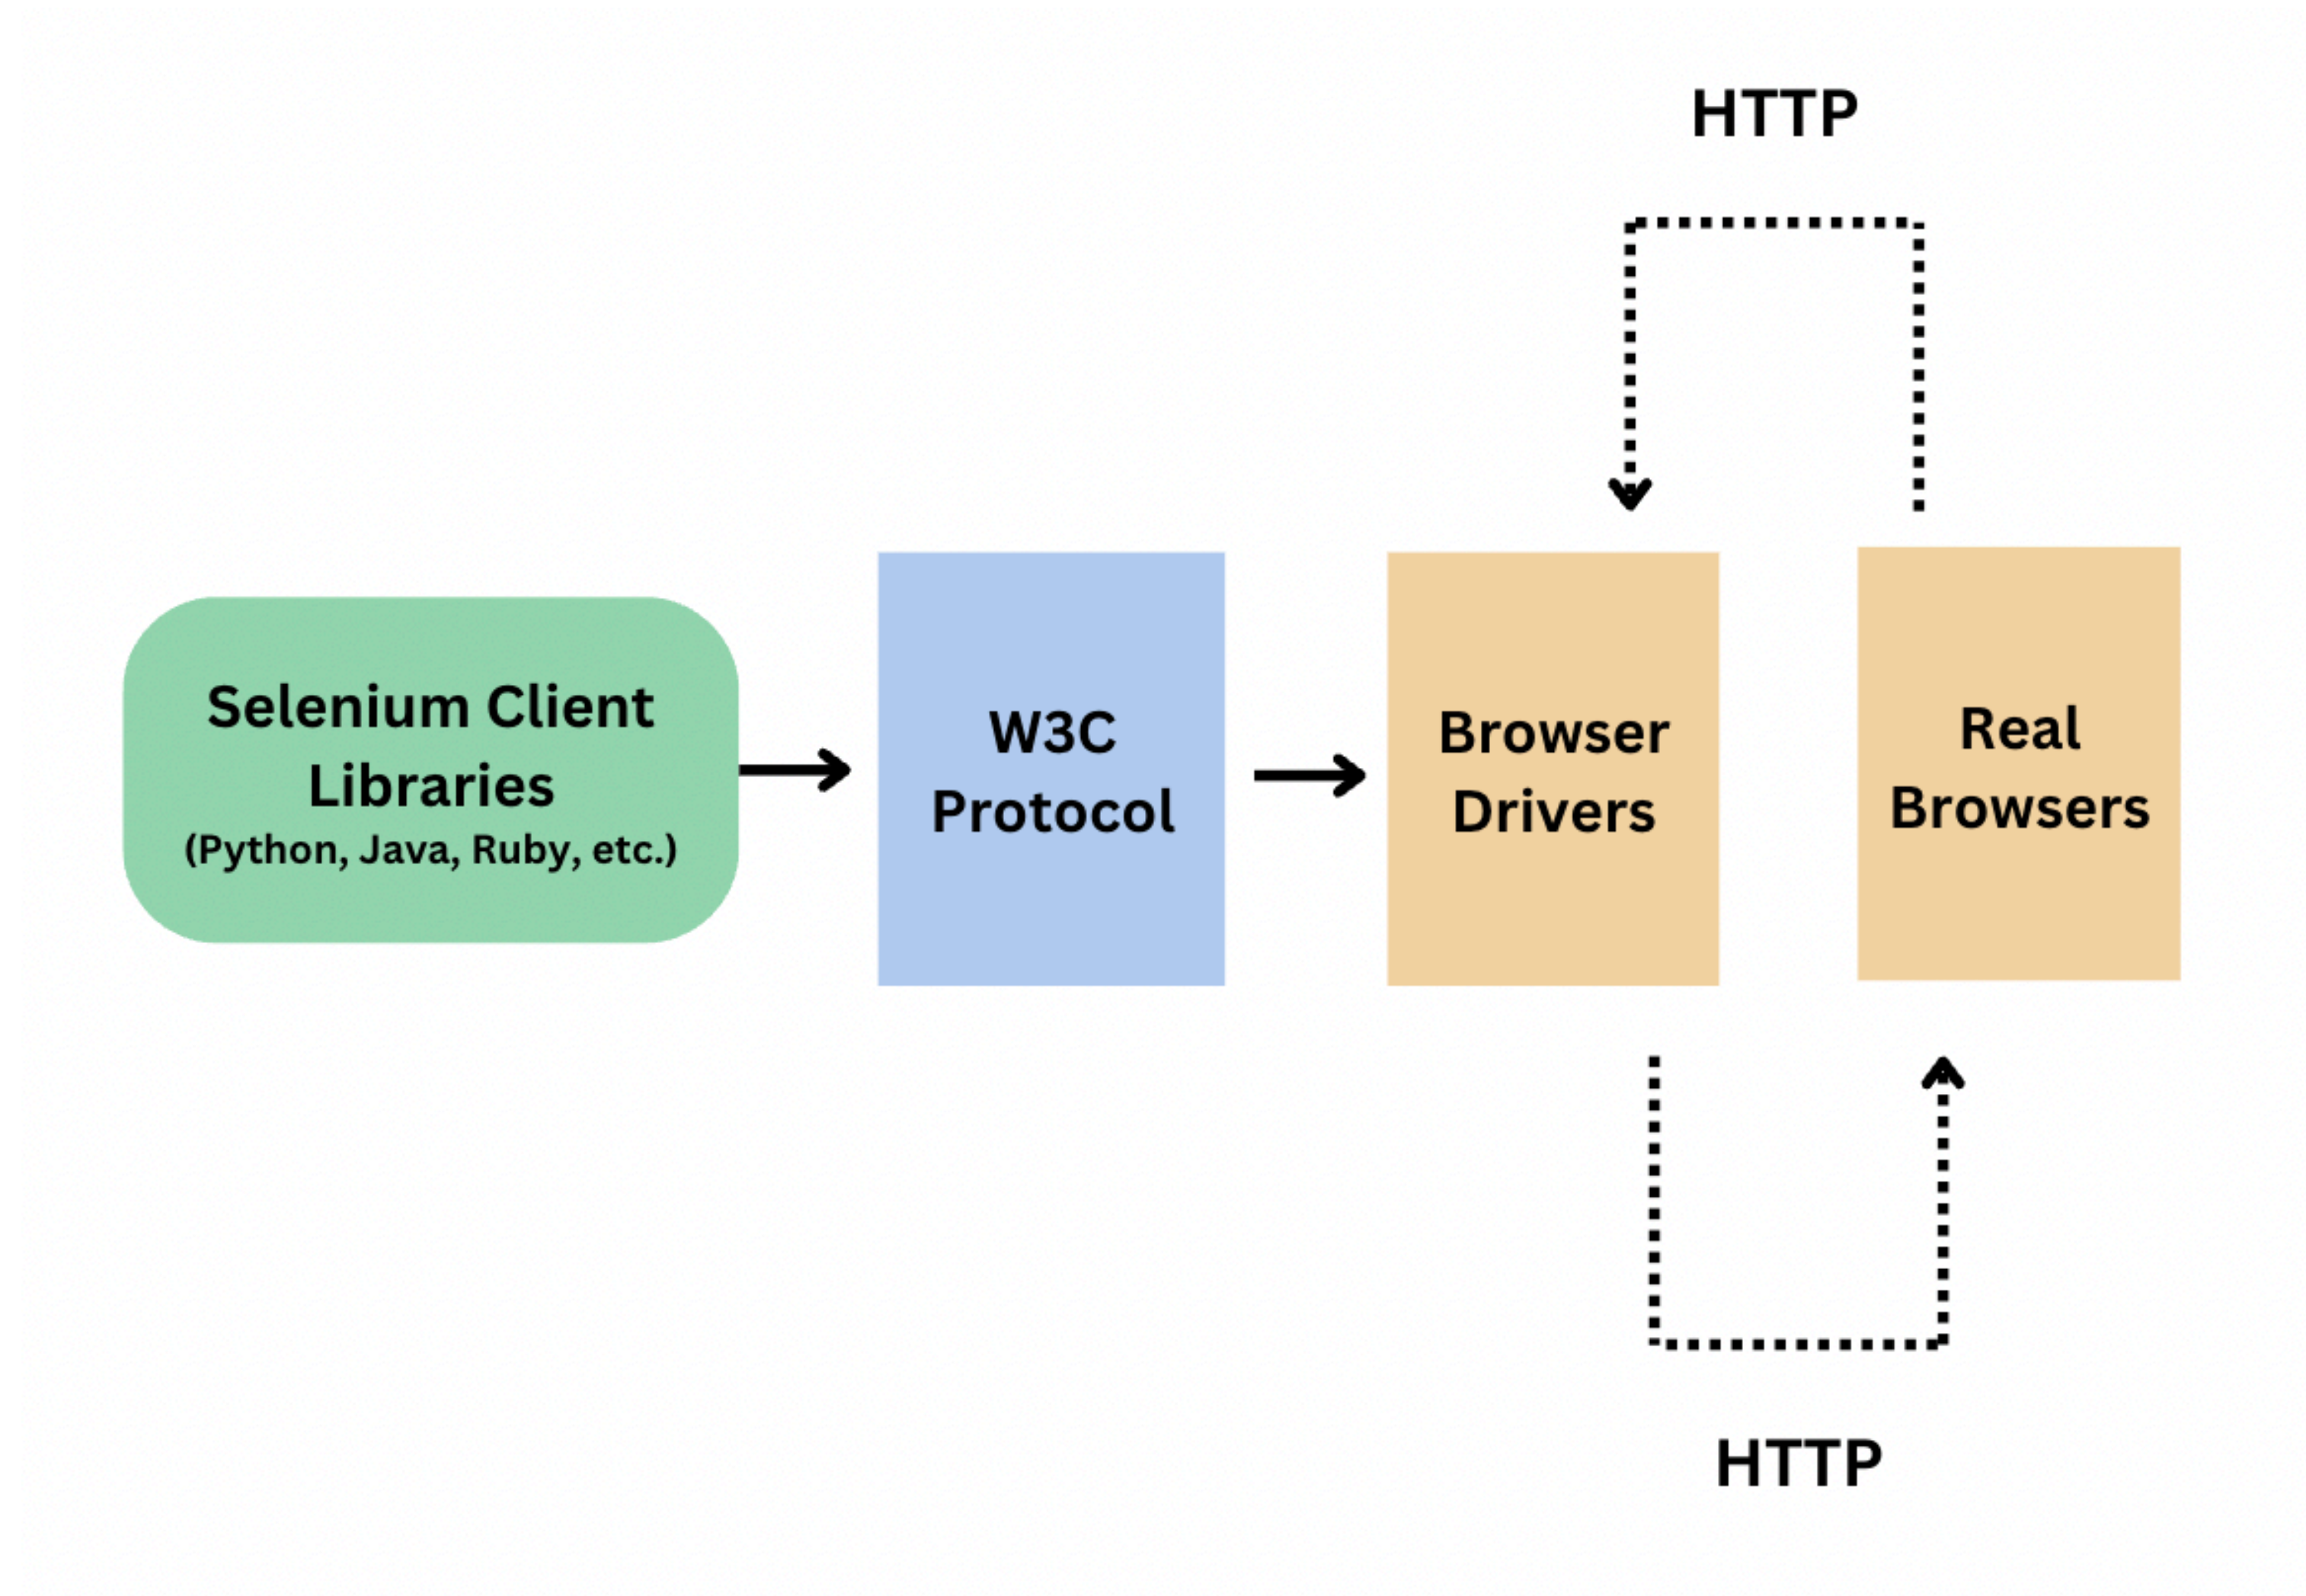 HTTP
Selenium Client
Libraries
(Python, Java, Ruby, etc.)
W3C
Protocol
Browser
Drivers
Real
Browsers
HTTP